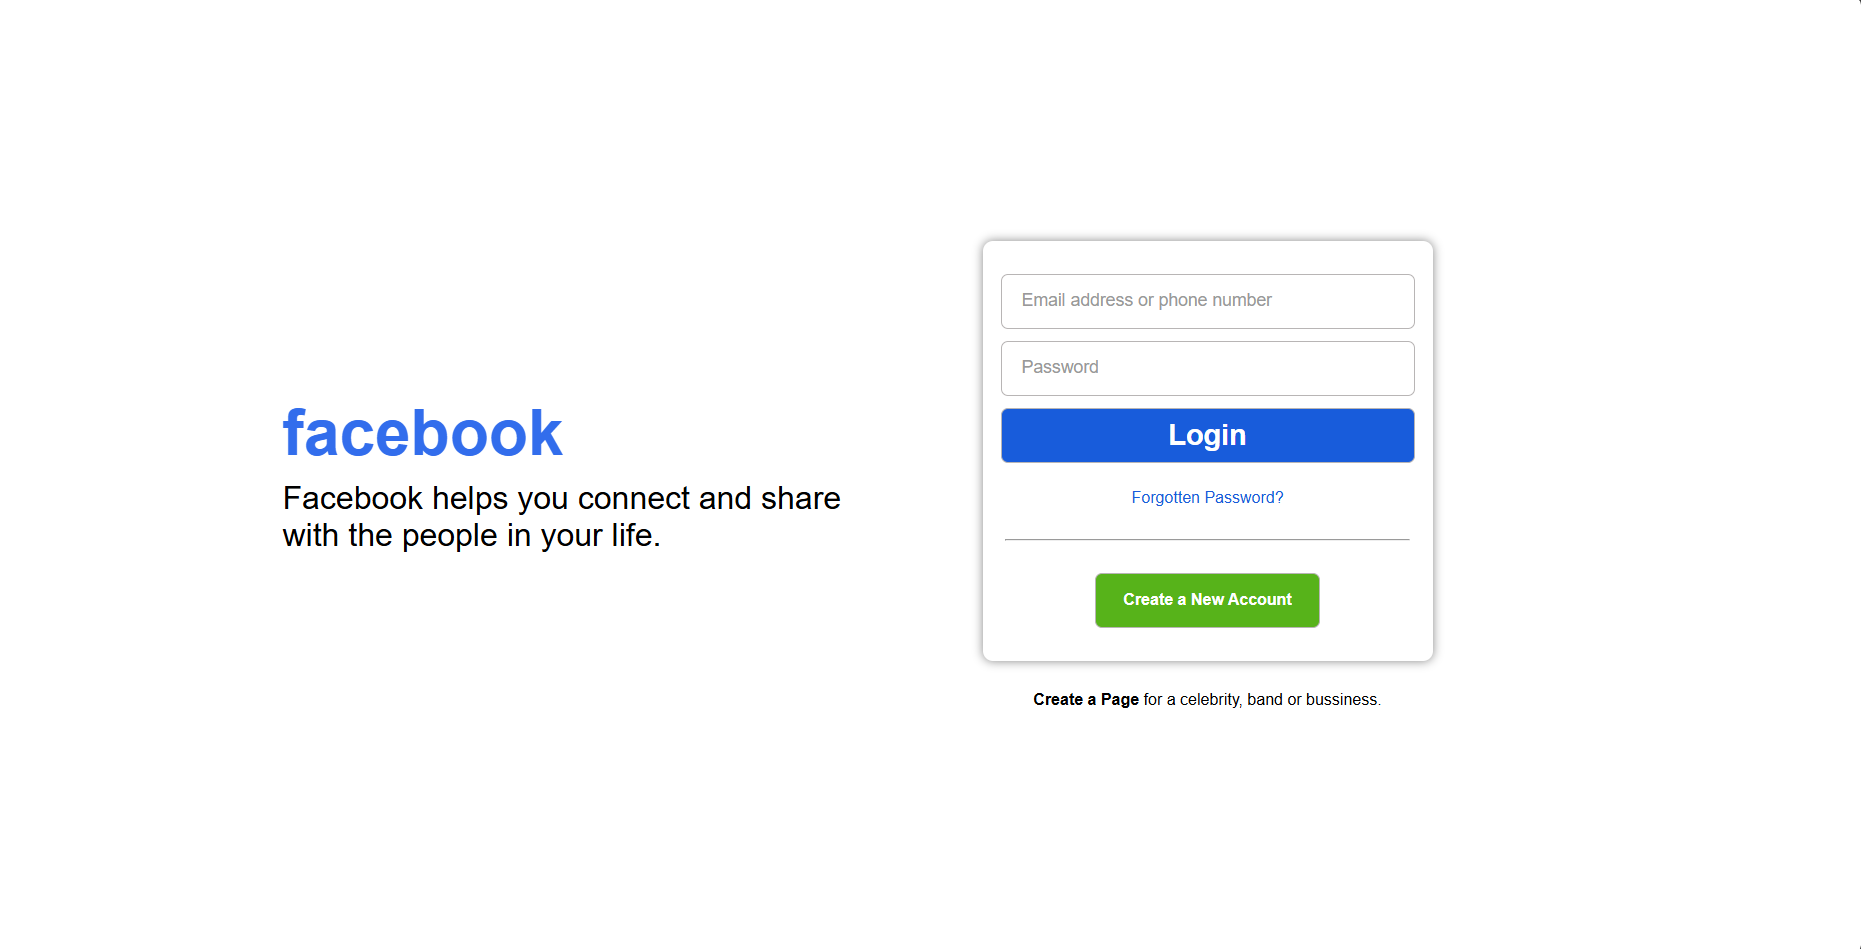 facebook
Facebook helps you connect and share
with the people in your life.
Email address or phone number
Password
Login
Forgotten Password?
Create a New Account
Create a Page for a celebrity, band or bussiness.